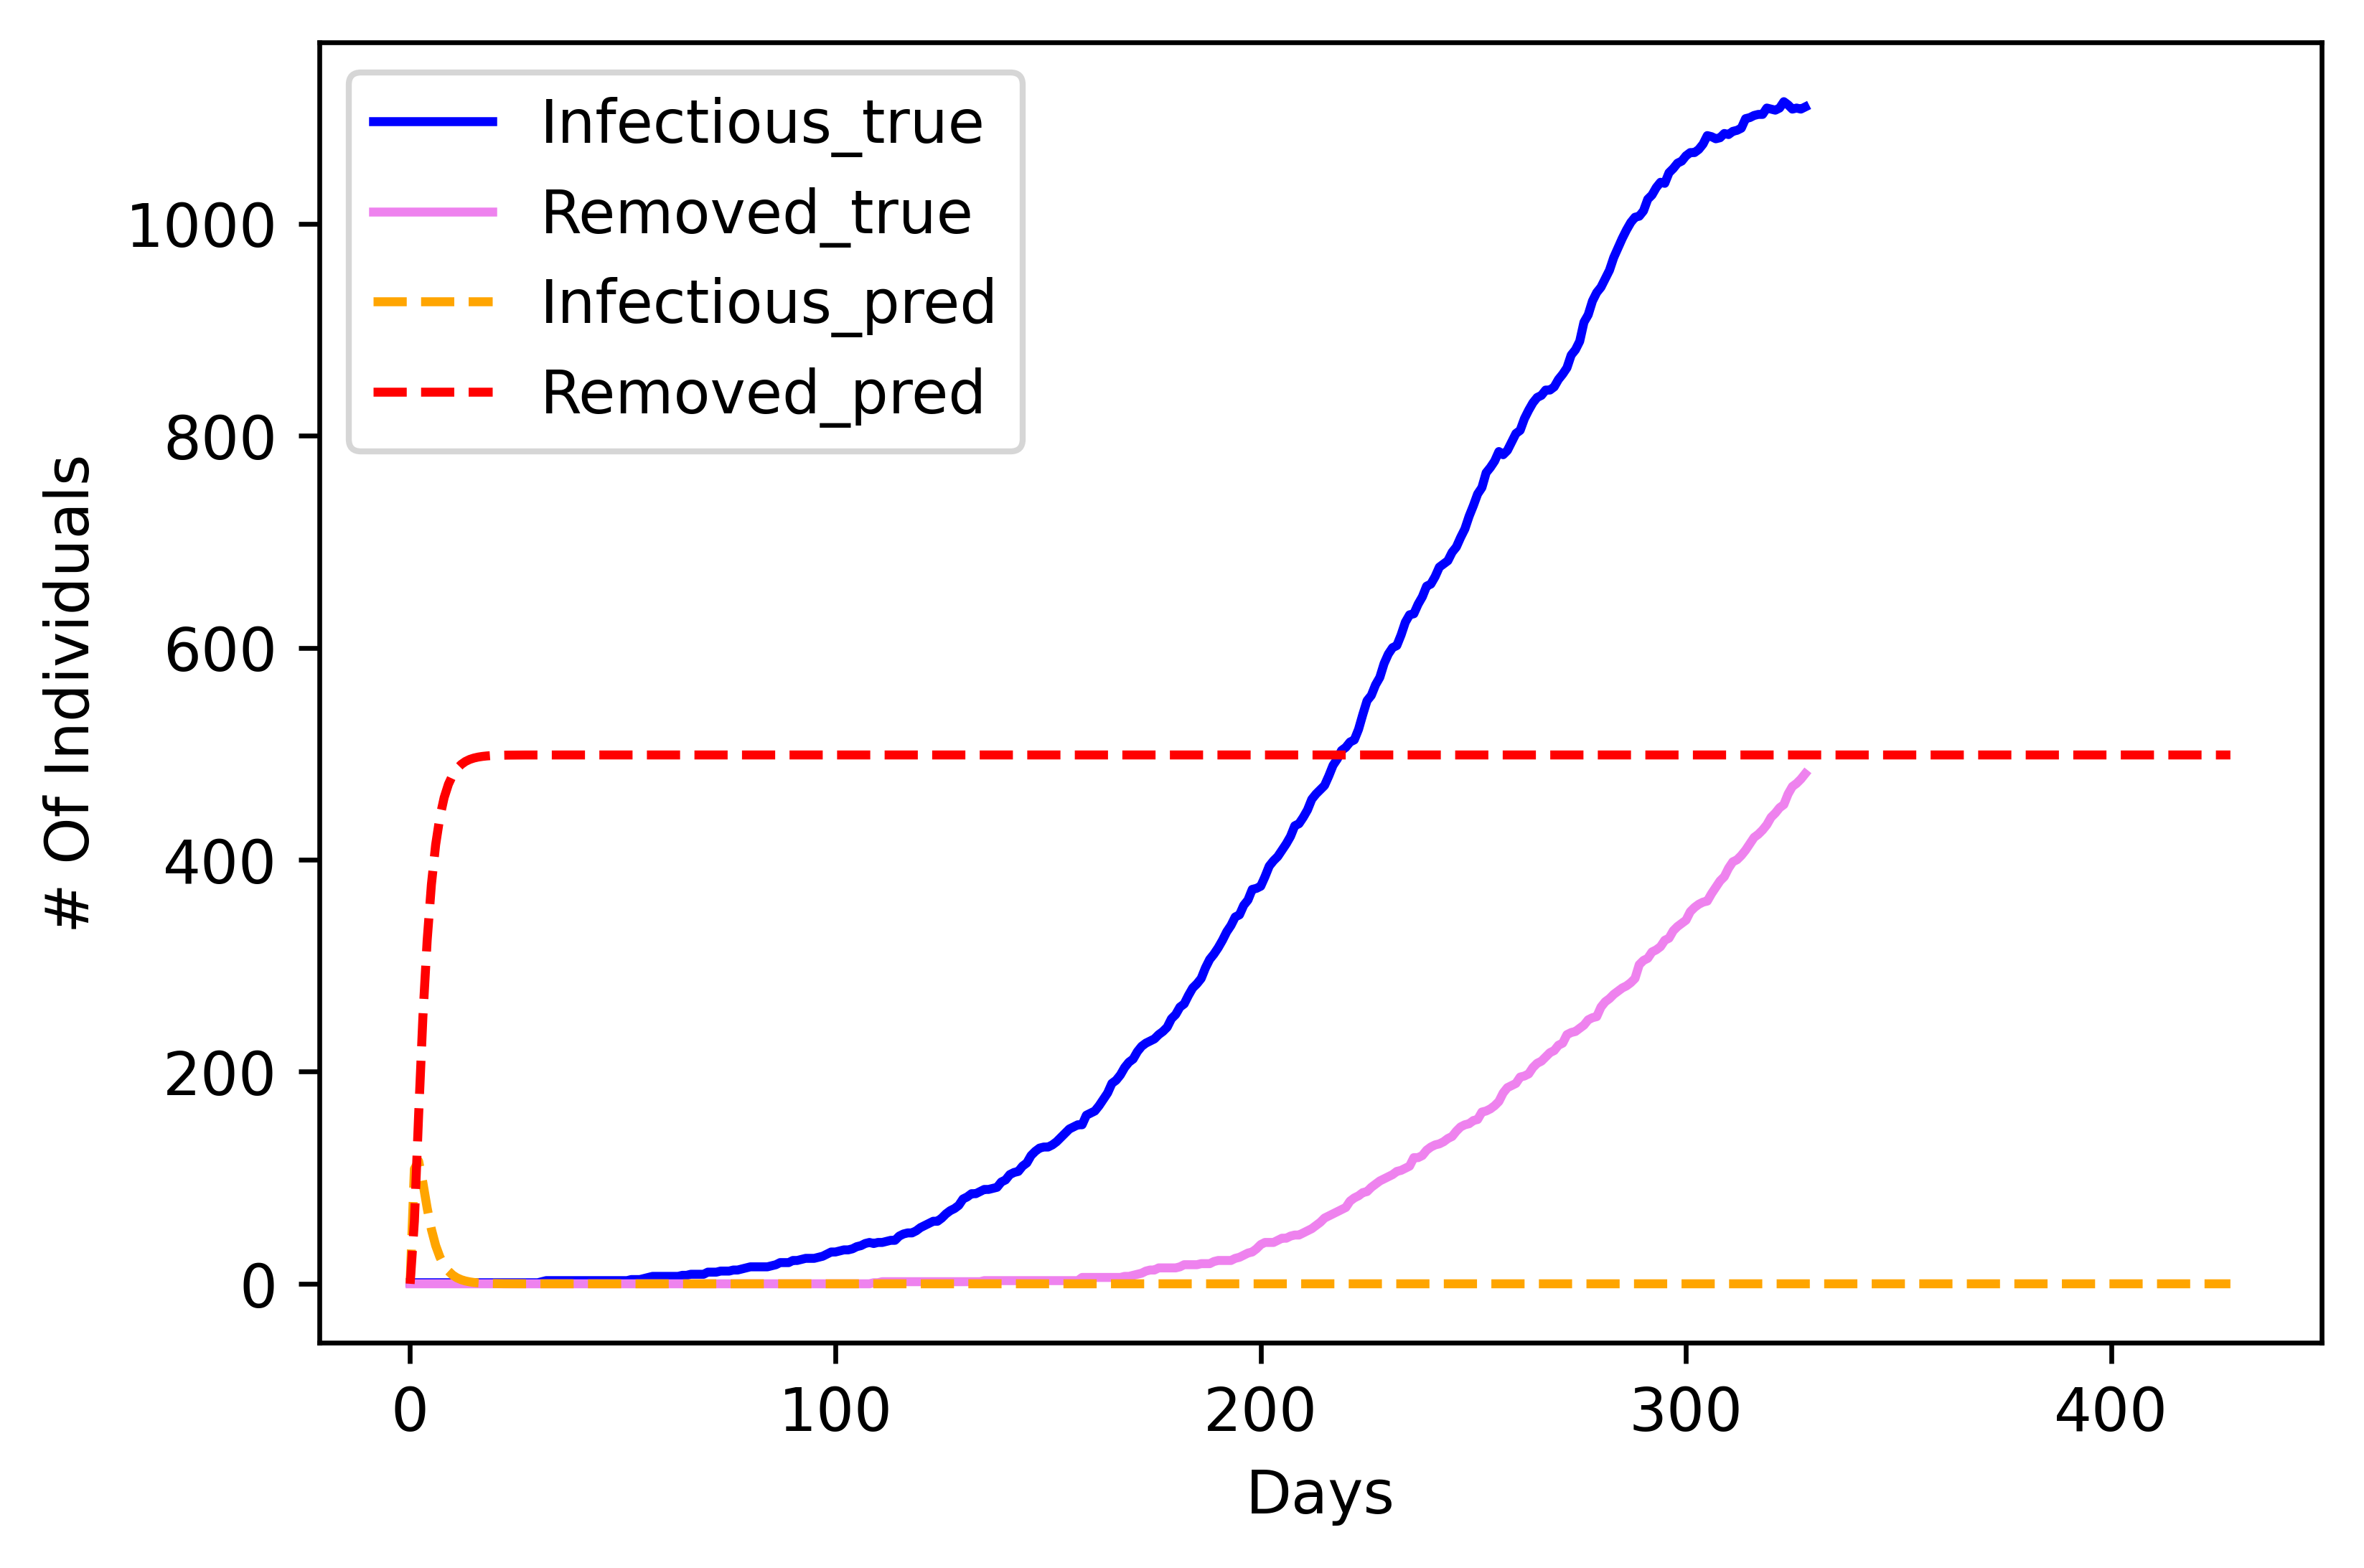 Infectious_true
Removed_true
Infectious_pred
Removed_pred
# Of Individuals
1000
800
600
400
200
0
0 100 200 300 400
Days